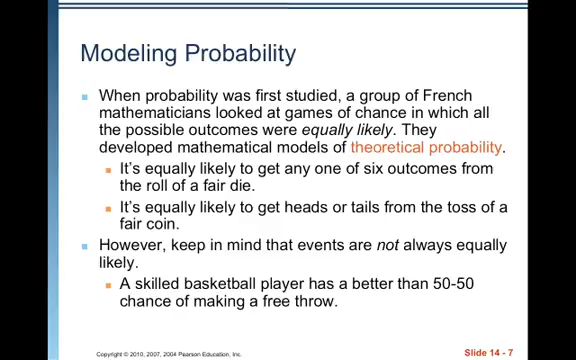 Modeling Probability
When probability was first studied, a group of French
mathematicians looked at games of chance in which all
the possible outcomes were equally likely. They
developed mathematical models of theoretical probability.
It's equally likely to get any one of six outcomes from
the roll of a fair die.
It's equally likely to get heads or tails from the toss of a
fair coin.
However, keep in mind that events are not always equally
likely.
A skilled basketball player has a better than 50-50
chance of making a free throw.
Copyright © 2010, 2007, 2004 Pearson Education, Inc.
Slide 14 - 7